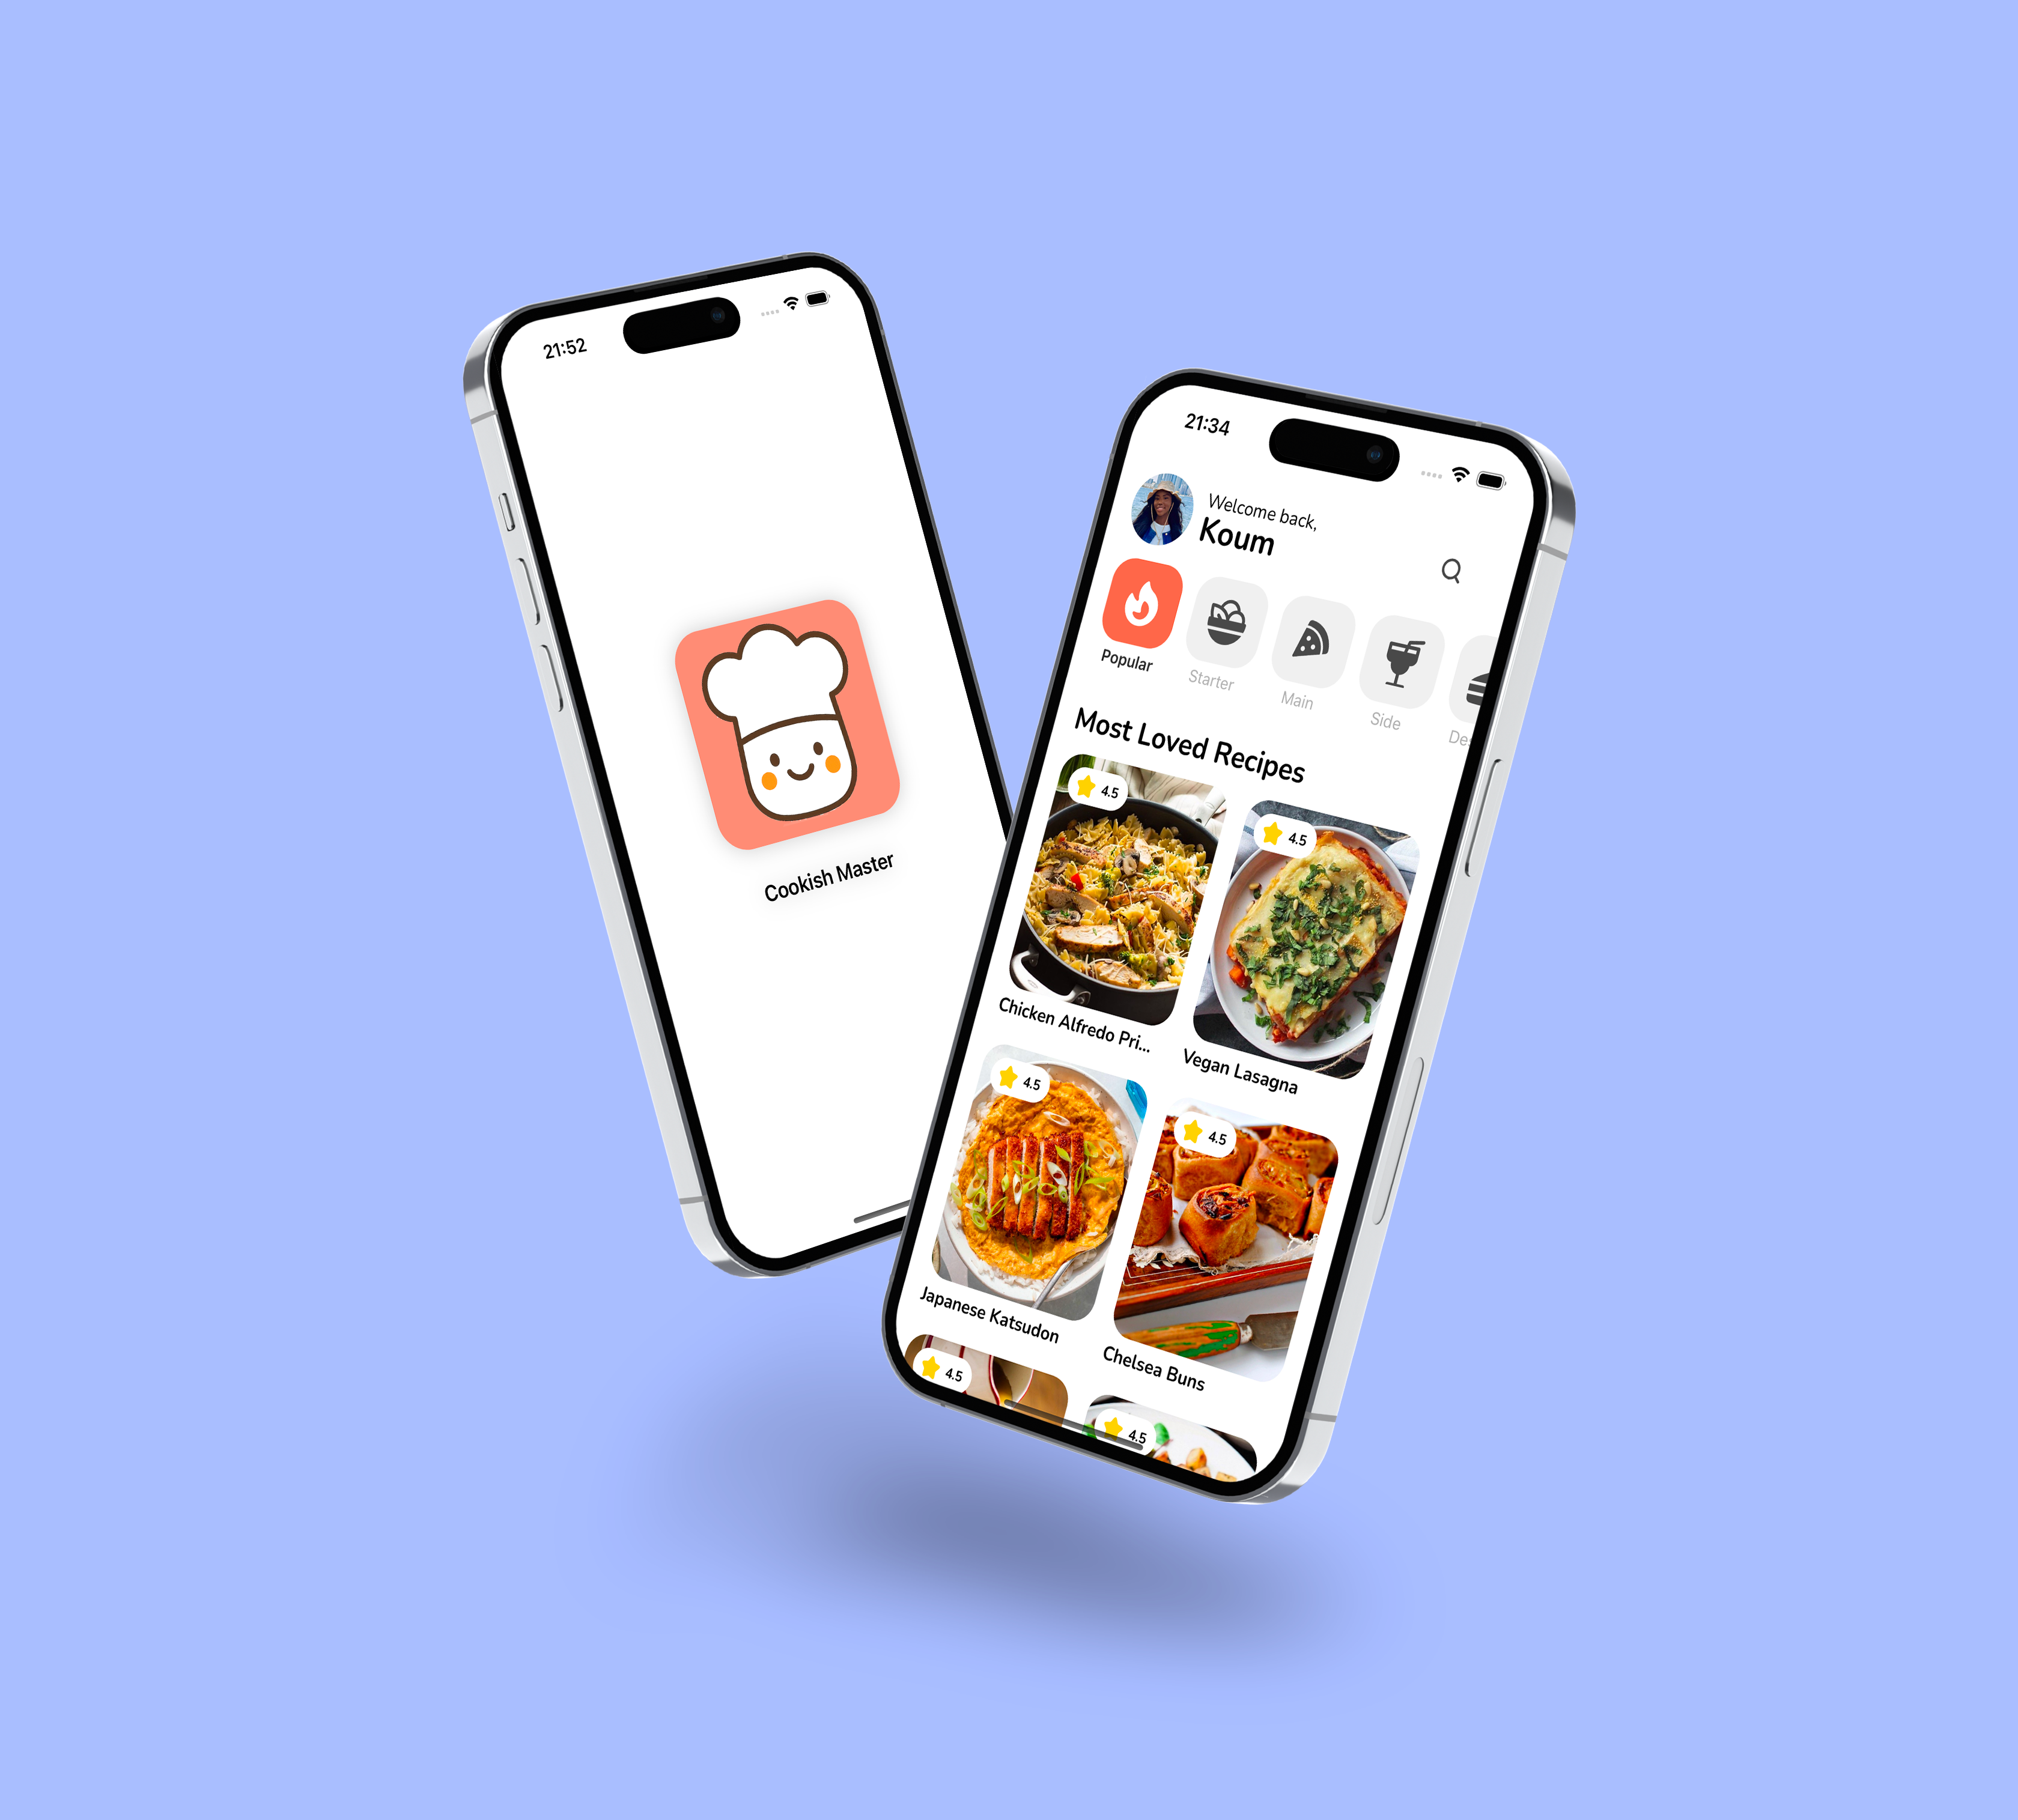 21:52
Cookish Master
21:34
Welcome back,
Koum
Popular
Starter
Main
Side
Des
Most Loved Recipes
4.5
4.5
Chicken Alfredo Pri...
Vegan Lasagna
4.5
4.5
Japanese Katsudon
Chelsea Buns
4.5
4.5